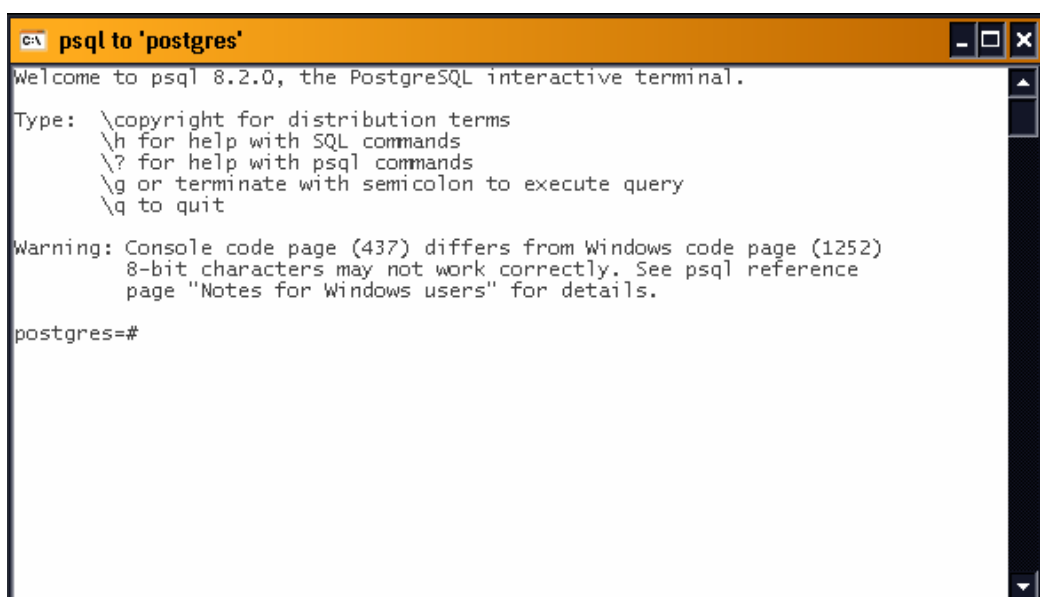 psql to 'postgres'
Welcome to psql 8.2.0, the PostgreSQL interactive terminal.
Type:  \copyright for distribution terms
\h for help with SQL commands
\? for help with psql commands
\g or terminate with semicolon to execute query
\q to quit
Warning: Console code page (437) differs from Windows code page (1252)
8-bit characters may not work correctly. See psql reference
page "Notes for Windows users" for details.
postgres=#